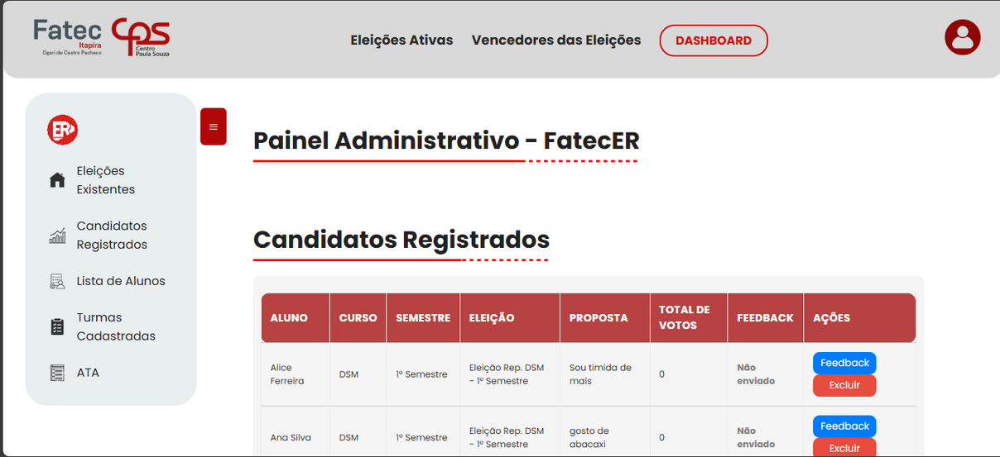 Fatec
Itapira
Ogari de Castro Pacheco
CPS
Centro
Paula Souza
Eleições Ativas
Vencedores das Eleições
DASHBOARD
ER
Eleições
Existentes
Candidatos
Registrados
Lista de Alunos
Turmas
Cadastradas
ATA
Painel Administrativo - FatecER
Candidatos Registrados
ALUNO CURSO SEMESTRE ELEIÇÃO PROPOSTA TOTAL DE VOTOS FEEDBACK AÇÕES
Alice
Ferreira
DSM
1º Semestre
Eleição Rep. DSM
- 1º Semestre
Sou timida de
mais
0
Não
enviado
Feedback
Excluir
Ana Silva
DSM
1º Semestre
Eleição Rep. DSM
- 1º Semestre
gosto de
abacaxi
0
Não
enviado
Feedback
Excluir